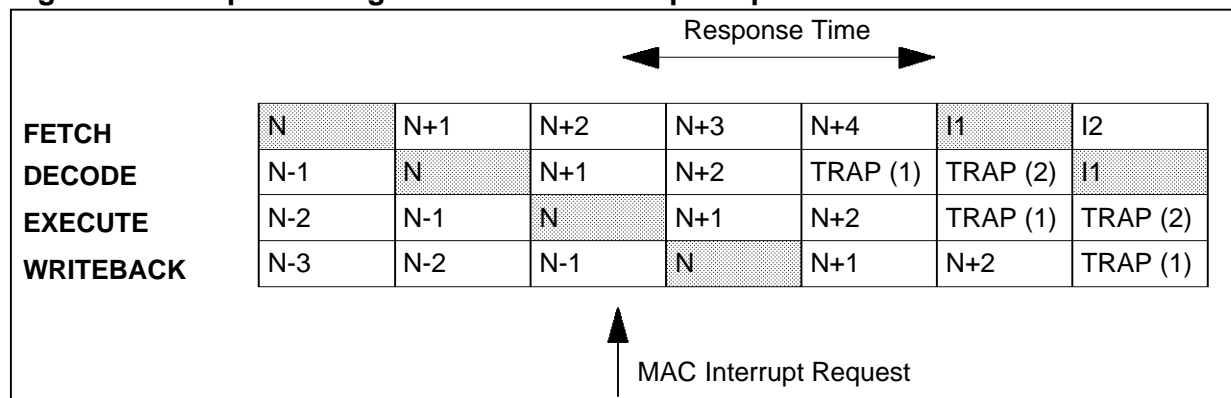 Response Time
FETCH N N+1 N+2 N+3 N+4 I1 I2
DECODE N-1 N N+1 N+2 TRAP (1) TRAP (2) I1
EXECUTE N-2 N-1 N N+1 N+2 TRAP (1) TRAP (2)
WRITEBACK N-3 N-2 N-1 N N+1 N+2 TRAP (1)
MAC Interrupt Request